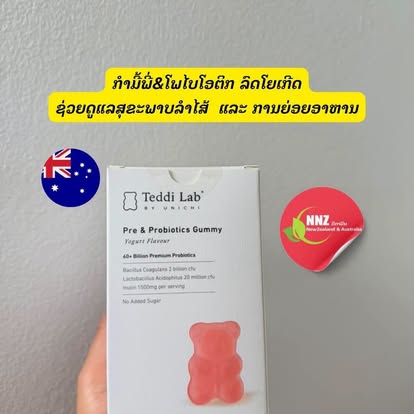 ກຳມີ້ພີ່&ໂພໄບໂອຕິກ ລົດໂຍເກີດ
ຊ່ວຍດູແລສຸຂະພາບລຳໄສ້ ແລະ ການຍ່ອຍອາຫານ
Teddi Lab
BY UNICHI
Pre & Probiotics Gummy
Yogurt Flavour
60+ Billion Premium Probiotics
Bacillus Coagulans 2 billion cfu
Lactobacillus Acidophilus 20 million cfu
Inulin 1500mg per serving
No Added Sugar
NNZ
NewZealand & Australia